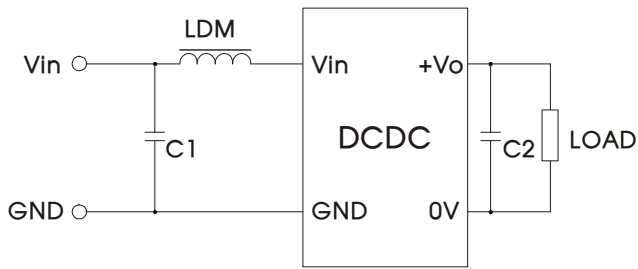 LDM
Vin
Vin
+Vo
C1
DCDC
C2
LOAD
GND
GND
0V